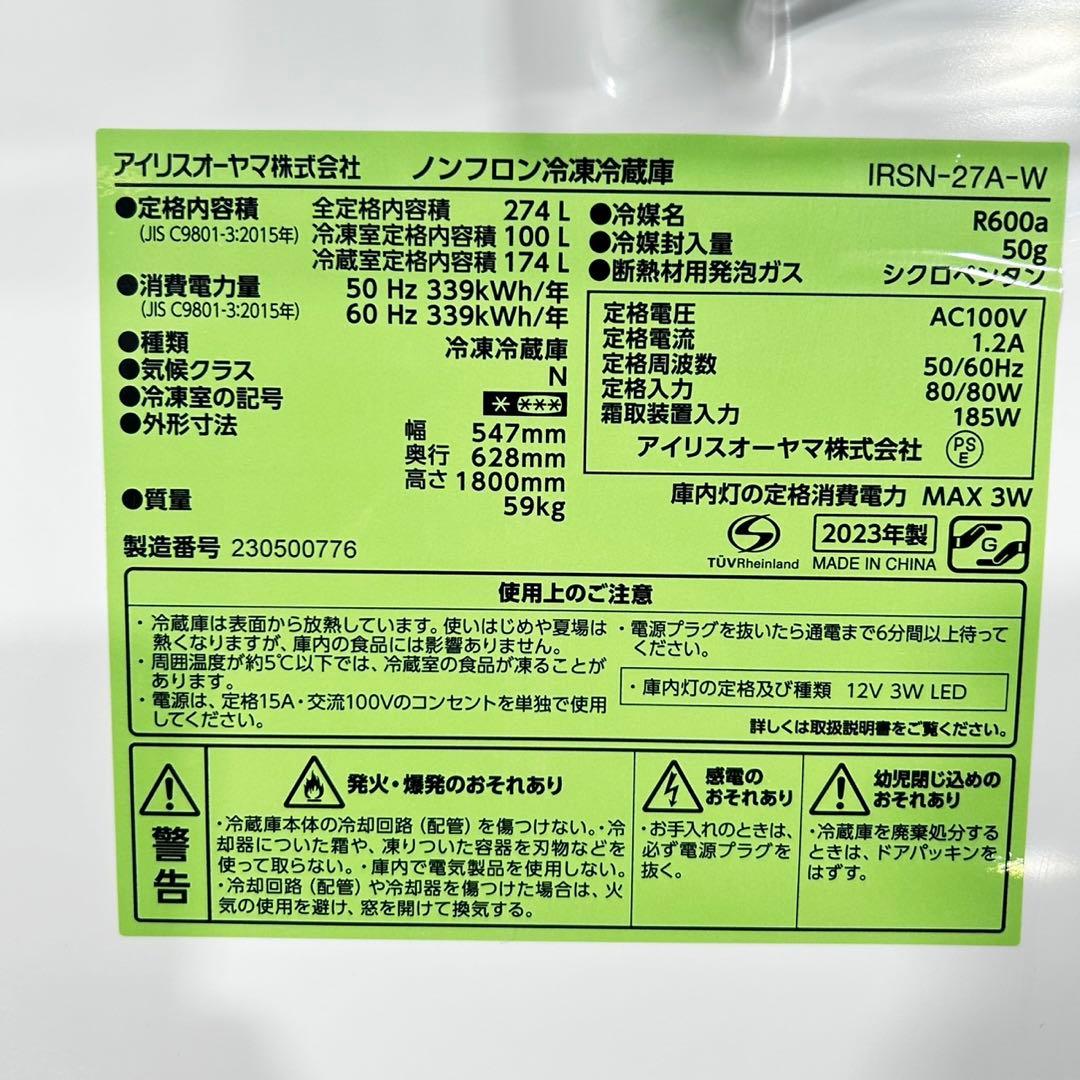 アイリスオーヤマ株式会社 ノンフロン冷凍冷蔵庫 IRSN-27A-W
●定格内容積 全定格内容積 274 L
(JIS C9801-3:2015年) 冷凍室定格内容積 100 L
冷蔵室定格内容積 174 L
●消費電力量 50 Hz 339kWh/年
(JIS C9801-3:2015年) 60 Hz 339kWh/年
●種類 冷凍冷蔵庫
●気候クラス N
●冷凍室の記号 * ***
●外形寸法 幅 547mm
奥行 628mm
高さ 1800mm
●質量 59kg
製造番号 230500776
●冷媒名 R600a
●冷媒封入量 50g
●断熱材用発泡ガス シクロペンタン
定格電圧 AC100V
定格電流 1.2A
定格周波数 50/60Hz
定格入力 80/80W
霜取装置入力 185W
アイリスオーヤマ株式会社 PSE
庫内灯の定格消費電力 MAX 3W
TÜVRheinland
2023年製
MADE IN CHINA
G
使用上のご注意
・冷蔵庫は表面から放熱しています。使いはじめや夏場は
熱くなりますが、庫内の食品には影響ありません。
・周囲温度が約5℃以下では、冷蔵室の食品が凍ることが
あります。
・電源は、定格15A・交流100Vのコンセントを単独で使用
してください。
・電源プラグを抜いたら通電まで6分間以上待って
ください。
・庫内灯の定格及び種類 12V 3W LED
詳しくは取扱説明書をご覧ください。
警告
発火・爆発のおそれあり
・冷蔵庫本体の冷却回路（配管）を傷つけない。・冷
却器についた霜や、凍りついた容器を刃物などを
使って取らない。・庫内で電気製品を使用しない。
・冷却回路（配管）や冷却器を傷つけた場合は、火
気の使用を避け、窓を開けて換気する。
感電の
おそれあり
・お手入れのときは、
必ず電源プラグを
抜く。
幼児閉じ込めの
おそれあり
・冷蔵庫を廃棄処分する
ときは、ドアパッキンを
はずす。